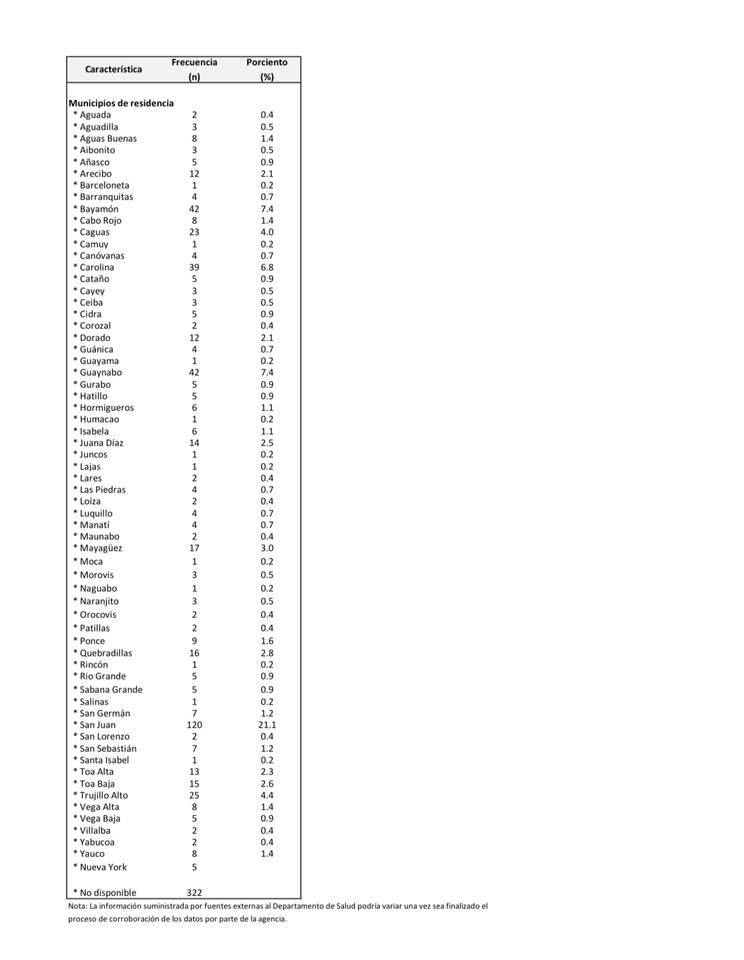 Característica Frecuencia Porciento
(n) (%)
Municipios de residencia
* Aguada 2 0.4
* Aguadilla 3 0.5
* Aguas Buenas 8 1.4
* Aibonito 3 0.5
* Añasco 5 0.9
* Arecibo 12 2.1
* Barceloneta 1 0.2
* Barranquitas 4 0.7
* Bayamón 42 7.4
* Cabo Rojo 8 1.4
* Caguas 23 4.0
* Camuy 1 0.2
* Canóvanas 4 0.7
* Carolina 39 6.8
* Cataño 5 0.9
* Cayey 3 0.5
* Ceiba 3 0.5
* Cidra 5 0.9
* Corozal 2 0.4
* Dorado 12 2.1
* Guánica 4 0.7
* Guayama 1 0.2
* Guaynabo 42 7.4
* Gurabo 5 0.9
* Hatillo 5 0.9
* Hormigueros 6 1.1
* Humacao 1 0.2
* Isabela 6 1.1
* Juana Díaz 14 2.5
* Juncos 1 0.2
* Lajas 1 0.2
* Lares 2 0.4
* Las Piedras 4 0.7
* Loíza 2 0.4
* Luquillo 4 0.7
* Manatí 4 0.7
* Maunabo 2 0.4
* Mayagüez 17 3.0
* Moca 1 0.2
* Morovis 3 0.5
* Naguabo 1 0.2
* Naranjito 3 0.5
* Orocovis 2 0.4
* Patillas 2 0.4
* Ponce 9 1.6
* Quebradillas 16 2.8
* Rincón 1 0.2
* Rio Grande 5 0.9
* Sabana Grande 5 0.9
* Salinas 1 0.2
* San Germán 7 1.2
* San Juan 120 21.1
* San Lorenzo 2 0.4
* San Sebastián 7 1.2
* Santa Isabel 1 0.2
* Toa Alta 13 2.3
* Toa Baja 15 2.6
* Trujillo Alto 25 4.4
* Vega Alta 8 1.4
* Vega Baja 5 0.9
* Villalba 2 0.4
* Yabucoa 2 0.4
* Yauco 8 1.4
* Nueva York 5
* No disponible 322
Nota: La información suministrada por fuentes externas al Departamento de Salud podría variar una vez sea finalizado el
proceso de corroboración de los datos por parte de la agencia.